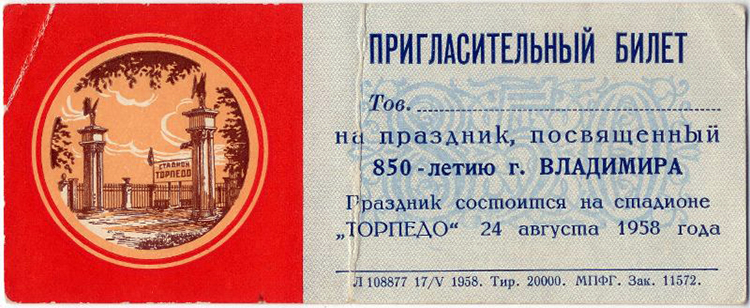 СТАДИОН
ТОРПЕДО
ПРИГЛАСИТЕЛЬНЫЙ БИЛЕТ
Тов.
на праздник, посвященный
850-летию г. ВЛАДИМИРА
Праздник состоится на стадионе
„ТОРПЕДО“ 24 августа 1958 года
Л 108877 17/V 1958. Тир. 20000. МПФГ. Зак. 11572.